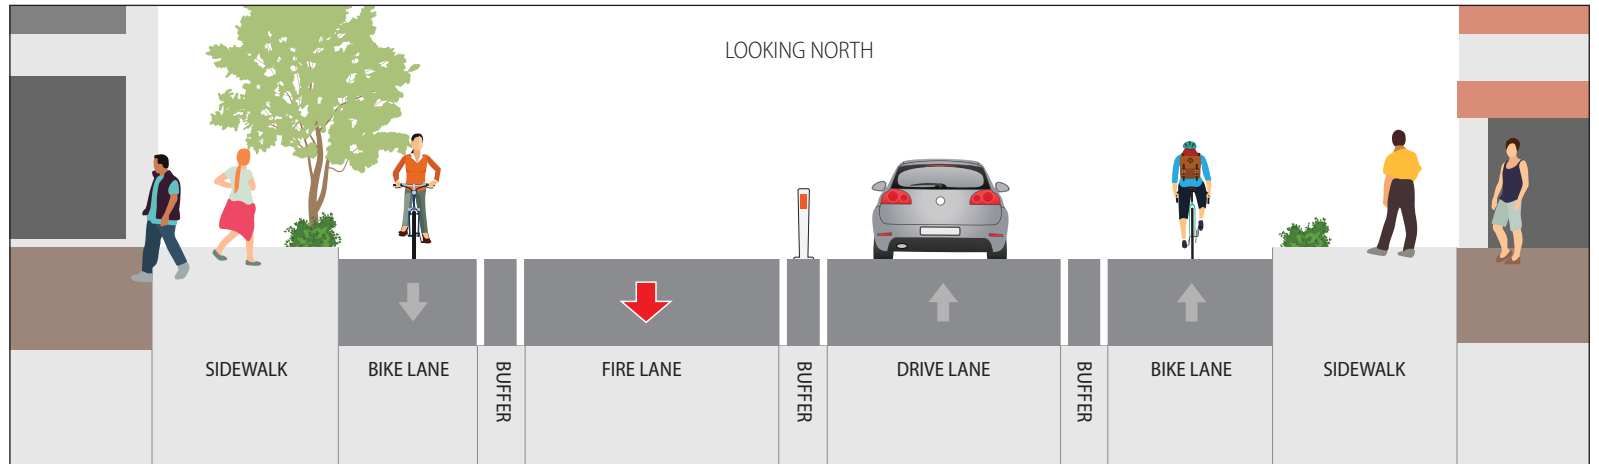 LOOKING NORTH
SIDEWALK
BIKE LANE
BUFFER
FIRE LANE
BUFFER
DRIVE LANE
BUFFER
BIKE LANE
SIDEWALK